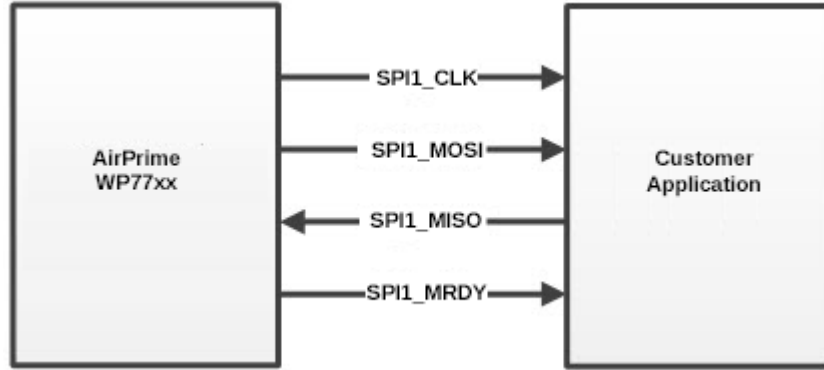 SPI1_CLK
SPI1_MOSI
AirPrime
WP77xx
Customer
Application
SPI1_MISO
SPI1_MRDY